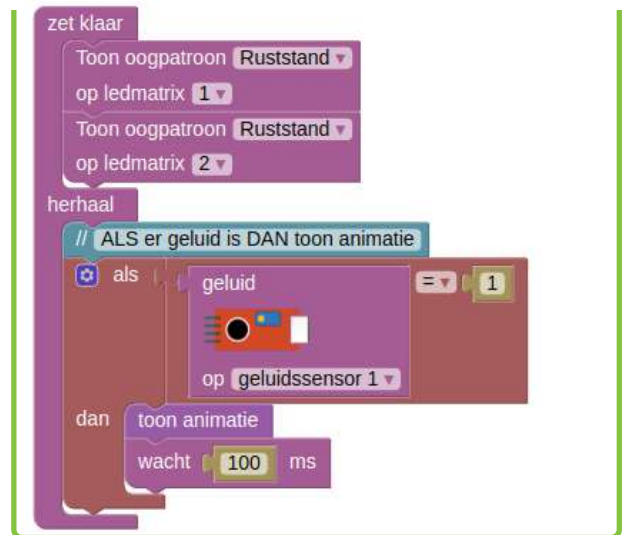 zet klaar
Toon oogpatroon Ruststand
op ledmatrix 1
Toon oogpatroon Ruststand
op ledmatrix 2
herhaal
// ALS er geluid is DAN toon animatie
als geluid = 1
op geluidssensor 1
dan toon animatie
wacht 100 ms